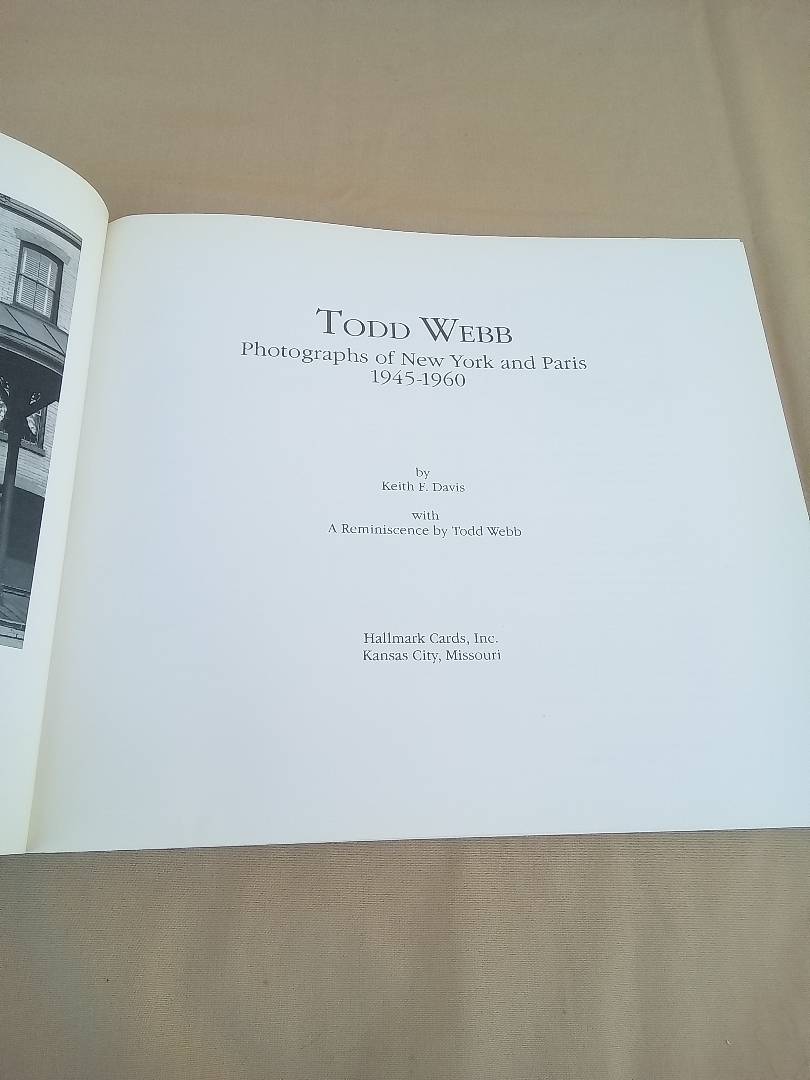 TODD WEBB
Photographs of New York and Paris
1945-1960
by
Keith F. Davis
with
A Reminiscence by Todd Webb
Hallmark Cards, Inc.
Kansas City, Missouri